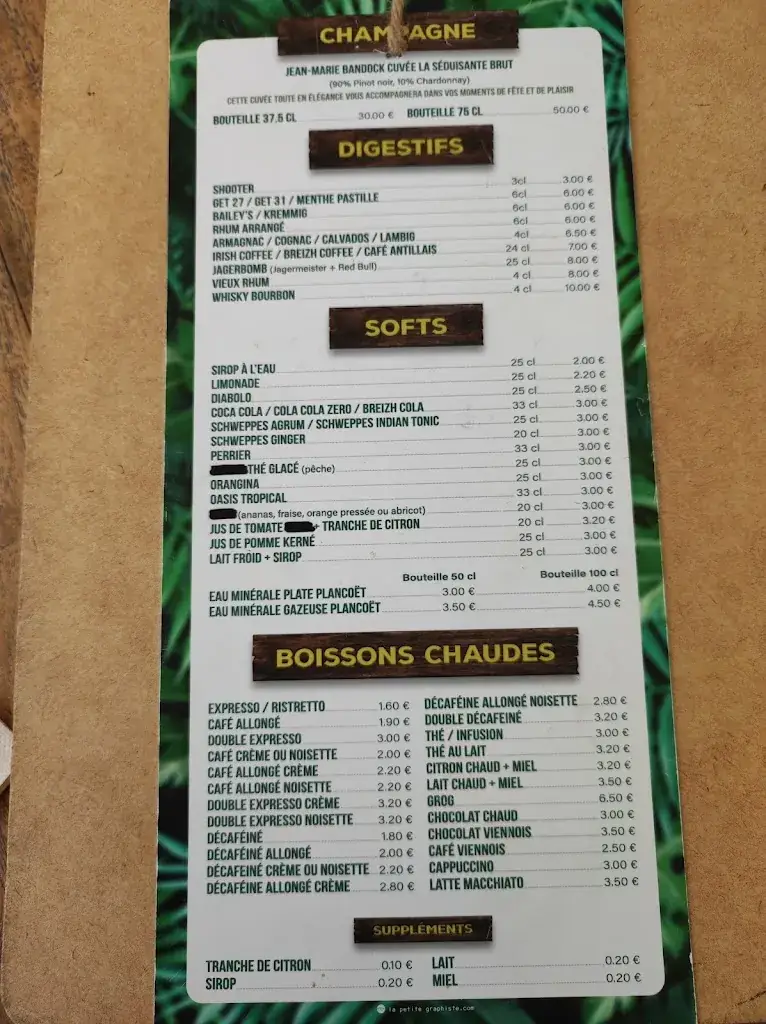 CHAMPAGNE
JEAN-MARIE BANDOCK CUVÉE LA SÉDUISANTE BRUT
(90% Pinot noir, 10% Chardonnay)
CETTE CUVÉE TOUTE EN ÉLÉGANCE VOUS ACCOMPAGNERA DANS VOS MOMENTS DE FÊTE ET DE PLAISIR
BOUTEILLE 37,5 CL 30.00 € BOUTEILLE 75 CL 50.00 €
DIGESTIFS
SHOOTER 3cl 3.00 €
GET 27 / GET 31 / MENTHE PASTILLE 6cl 6.00 €
BAILEY'S / KREMMIG 6cl 6.00 €
RHUM ARRANGÉ 6cl 6.00 €
ARMAGNAC / COGNAC / CALVADOS / LAMBIG 4cl 6.50 €
IRISH COFFEE / BREIZH COFFEE / CAFÉ ANTILLAIS 24 cl 7.00 €
JAGERBOMB (Jagermeister + Red Bull) 25 cl 8.00 €
VIEUX RHUM 4 cl 8.00 €
WHISKY BOURBON 4 cl 10.00 €
SOFTS
SIROP À L'EAU 25 cl 2.00 €
LIMONADE 25 cl 2.20 €
DIABOLO 25 cl 2.50 €
COCA COLA / COLA COLA ZERO / BREIZH COLA 33 cl 3.00 €
SCHWEPPES AGRUM / SCHWEPPES INDIAN TONIC 25 cl 3.00 €
SCHWEPPES GINGER 20 cl 3.00 €
PERRIER 33 cl 3.00 €
THÉ GLACÉ (pêche) 25 cl 3.00 €
ORANGINA 25 cl 3.00 €
OASIS TROPICAL 33 cl 3.00 €
(ananas, fraise, orange pressée ou abricot) 20 cl 3.00 €
JUS DE TOMATE + TRANCHE DE CITRON 20 cl 3.20 €
JUS DE POMME KERNÉ 25 cl 3.00 €
LAIT FROID + SIROP 25 cl 3.00 €
Bouteille 50 cl Bouteille 100 cl
EAU MINÉRALE PLATE PLANCOËT 3.00 € 4.00 €
EAU MINÉRALE GAZEUSE PLANCOËT 3.50 € 4.50 €
BOISSONS CHAUDES
EXPRESSO / RISTRETTO 1.60 €
CAFÉ ALLONGÉ 1.90 €
DOUBLE EXPRESSO 3.00 €
CAFÉ CRÈME OU NOISETTE 2.00 €
CAFÉ ALLONGÉ CRÈME 2.20 €
CAFÉ ALLONGÉ NOISETTE 2.20 €
DOUBLE EXPRESSO CRÈME 3.20 €
DOUBLE EXPRESSO NOISETTE 3.20 €
DÉCAFÉINÉ 1.80 €
DÉCAFÉINÉ ALLONGÉ 2.00 €
DÉCAFEINÉ CRÈME OU NOISETTE 2.20 €
DÉCAFÉINE ALLONGÉ CRÈME 2.80 €
DÉCAFÉINE ALLONGÉ NOISETTE 2.80 €
DOUBLE DÉCAFEINÉ 3.20 €
THÉ / INFUSION 3.00 €
THÉ AU LAIT 3.20 €
CITRON CHAUD + MIEL 3.20 €
LAIT CHAUD + MIEL 3.50 €
GROG 6.50 €
CHOCOLAT CHAUD 3.00 €
CHOCOLAT VIENNOIS 3.50 €
CAFÉ VIENNOIS 2.50 €
CAPPUCCINO 3.00 €
LATTE MACCHIATO 3.50 €
SUPPLÉMENTS
TRANCHE DE CITRON 0.10 €
SIROP 0.20 €
LAIT 0.20 €
MIEL 0.20 €
la petite graphiste.com